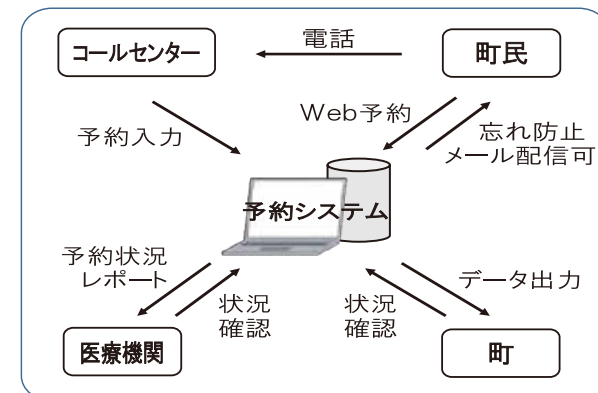 コールセンター
電話
町民
Web予約
忘れ防止
メール配信可
予約入力
予約システム
予約状況
レポート
状況
確認
状況
確認
データ出力
医療機関
町